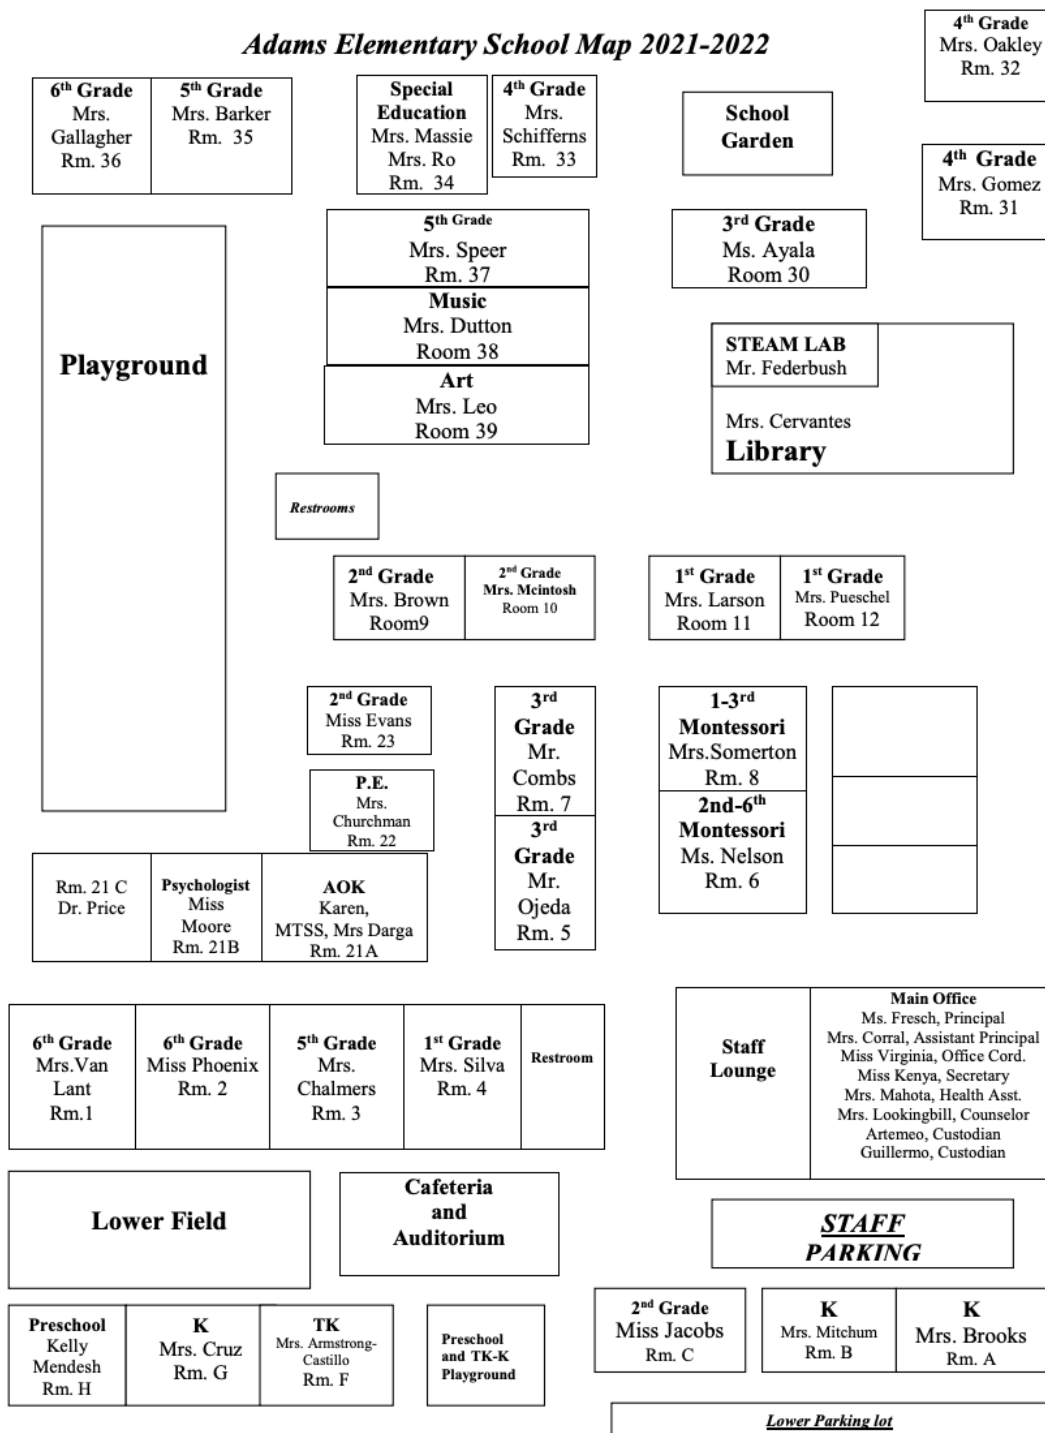 Adams Elementary School Map 2021-2022
4th Grade
Mrs. Oakley
Rm. 32
6th Grade
Mrs.
Gallagher
Rm. 36
5th Grade
Mrs. Barker
Rm. 35
Special
Education
Mrs. Massie
Mrs. Ro
Rm. 34
4th Grade
Mrs.
Schifferns
Rm. 33
School
Garden
4th Grade
Mrs. Gomez
Rm. 31
Playground
5th Grade
Mrs. Speer
Rm. 37
Music
Mrs. Dutton
Room 38
Art
Mrs. Leo
Room 39
3rd Grade
Ms. Ayala
Room 30
STEAM LAB
Mr. Federbush
Mrs. Cervantes
Library
Restrooms
2nd Grade
Mrs. Brown
Room9
2nd Grade
Mrs. Mcintosh
Room 10
1st Grade
Mrs. Larson
Room 11
1st Grade
Mrs. Pueschel
Room 12
2nd Grade
Miss Evans
Rm. 23
P.E.
Mrs.
Churchman
Rm. 22
3rd
Grade
Mr.
Combs
Rm. 7
3rd
Grade
Mr.
Ojeda
Rm. 5
1-3rd
Montessori
Mrs.Somerton
Rm. 8
2nd-6th
Montessori
Ms. Nelson
Rm. 6
Rm. 21 C
Dr. Price
Psychologist
Miss
Moore
Rm. 21B
AOK
Karen,
MTSS, Mrs Darga
Rm. 21A
6th Grade
Mrs.Van
Lant
Rm.1
6th Grade
Miss Phoenix
Rm. 2
5th Grade
Mrs.
Chalmers
Rm. 3
1st Grade
Mrs. Silva
Rm. 4
Restroom
Staff
Lounge
Main Office
Ms. Fresch, Principal
Mrs. Corral, Assistant Principal
Miss Virginia, Office Cord.
Miss Kenya, Secretary
Mrs. Mahota, Health Asst.
Mrs. Lookingbill, Counselor
Artemeo, Custodian
Guillermo, Custodian
Lower Field
Cafeteria
and
Auditorium
STAFF
PARKING
Preschool
Kelly
Mendesh
Rm. H
K
Mrs. Cruz
Rm. G
TK
Mrs. Armstrong-
Castillo
Rm. F
Preschool
and TK-K
Playground
2nd Grade
Miss Jacobs
Rm. C
K
Mrs. Mitchum
Rm. B
K
Mrs. Brooks
Rm. A
Lower Parking lot